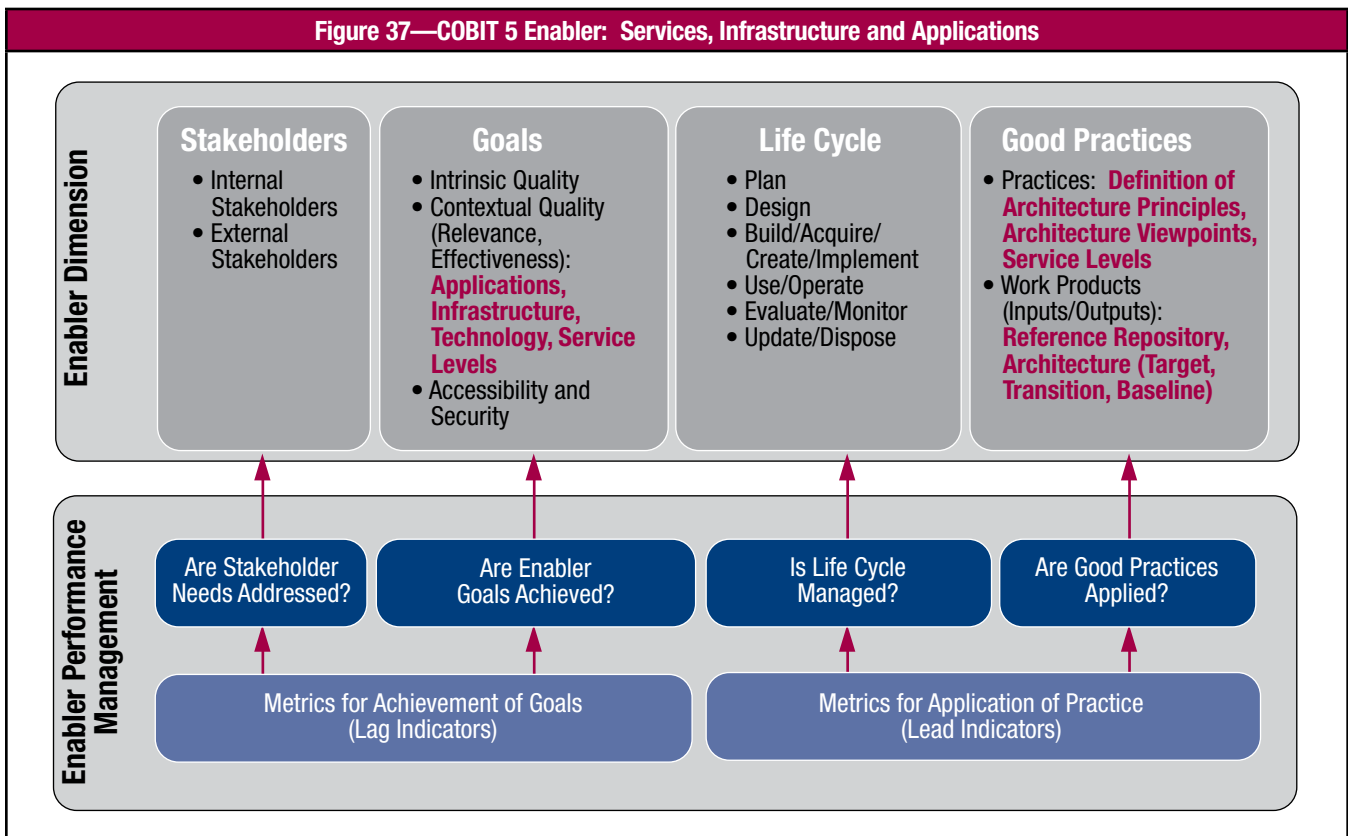 Figure 37—COBIT 5 Enabler: Services, Infrastructure and Applications
Enabler Dimension
Stakeholders
• Internal
Stakeholders
• External
Stakeholders
Goals
• Intrinsic Quality
• Contextual Quality
(Relevance,
Effectiveness):
Applications,
Infrastructure,
Technology, Service
Levels
• Accessibility and
Security
Life Cycle
• Plan
• Design
• Build/Acquire/
Create/Implement
• Use/Operate
• Evaluate/Monitor
• Update/Dispose
Good Practices
• Practices: Definition of
Architecture Principles,
Architecture Viewpoints,
Service Levels
• Work Products
(Inputs/Outputs):
Reference Repository,
Architecture (Target,
Transition, Baseline)
Enabler Performance
Management
Are Stakeholder
Needs Addressed?
Are Enabler
Goals Achieved?
Is Life Cycle
Managed?
Are Good Practices
Applied?
Metrics for Achievement of Goals
(Lag Indicators)
Metrics for Application of Practice
(Lead Indicators)